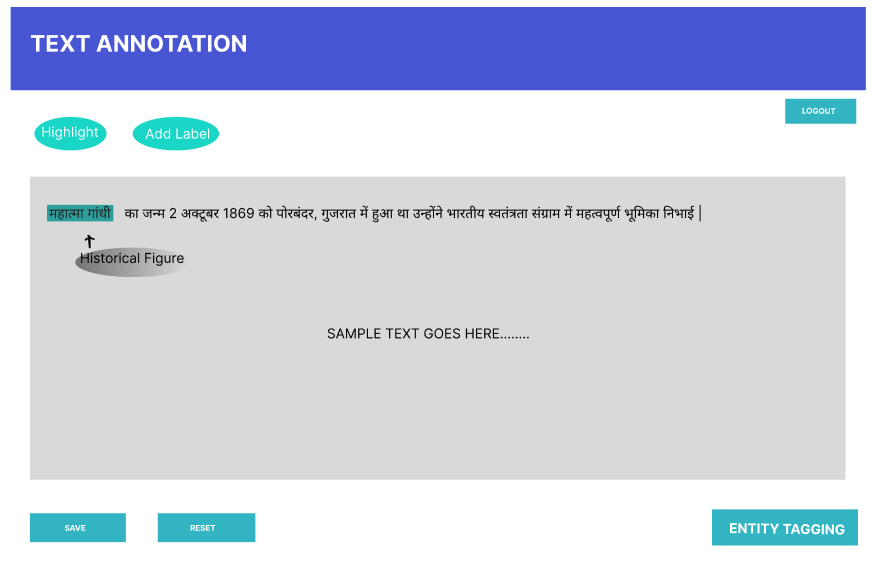 TEXT ANNOTATION
LOGOUT
Highlight
Add Label
महात्मा गांधी का जन्म 2 अक्टूबर 1869 को पोरबंदर, गुजरात में हुआ था उन्होंने भारतीय स्वतंत्रता संग्राम में महत्वपूर्ण भूमिका निभाई |
Historical Figure
SAMPLE TEXT GOES HERE........
SAVE
RESET
ENTITY TAGGING